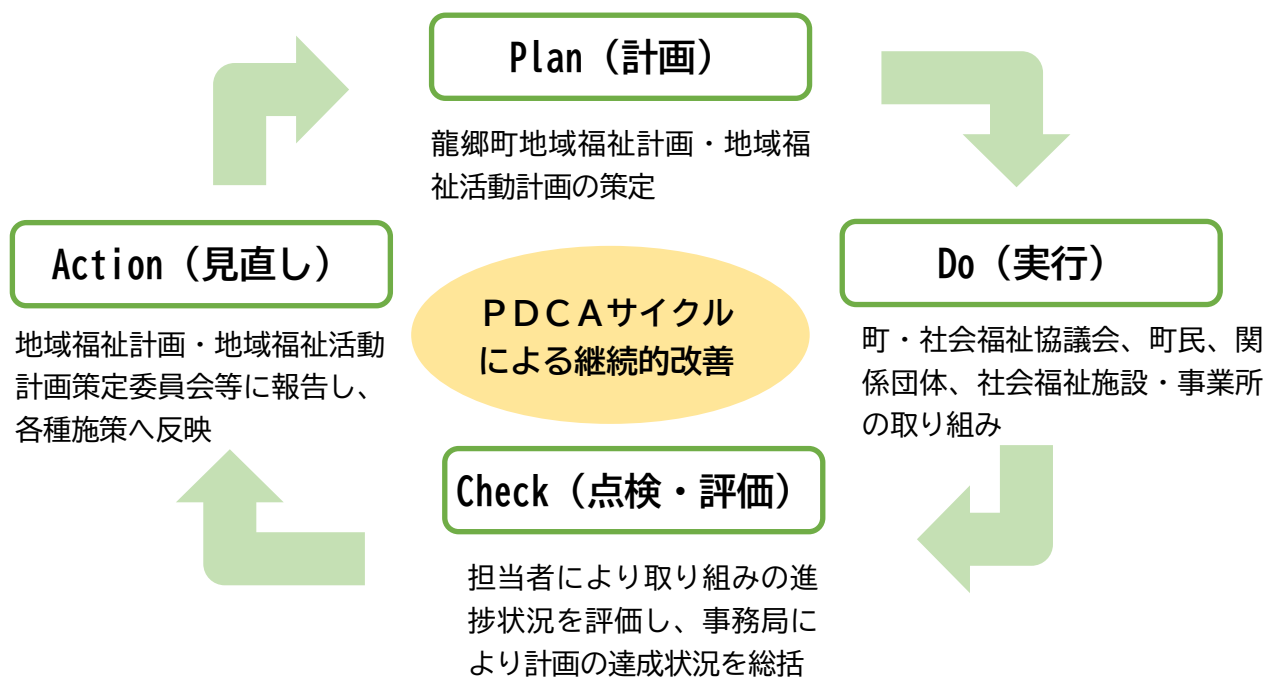 Plan（計画）
龍郷町地域福祉計画・地域福
祉活動計画の策定
Do（実行）
町・社会福祉協議会、町民、関
係団体、社会福祉施設・事業所
の取り組み
Check（点検・評価）
担当者により取り組みの進
捗状況を評価し、事務局に
より計画の達成状況を総括
Action（見直し）
地域福祉計画・地域福祉活動
計画策定委員会等に報告し、
各種施策へ反映
ＰＤＣＡサイクル
による継続的改善